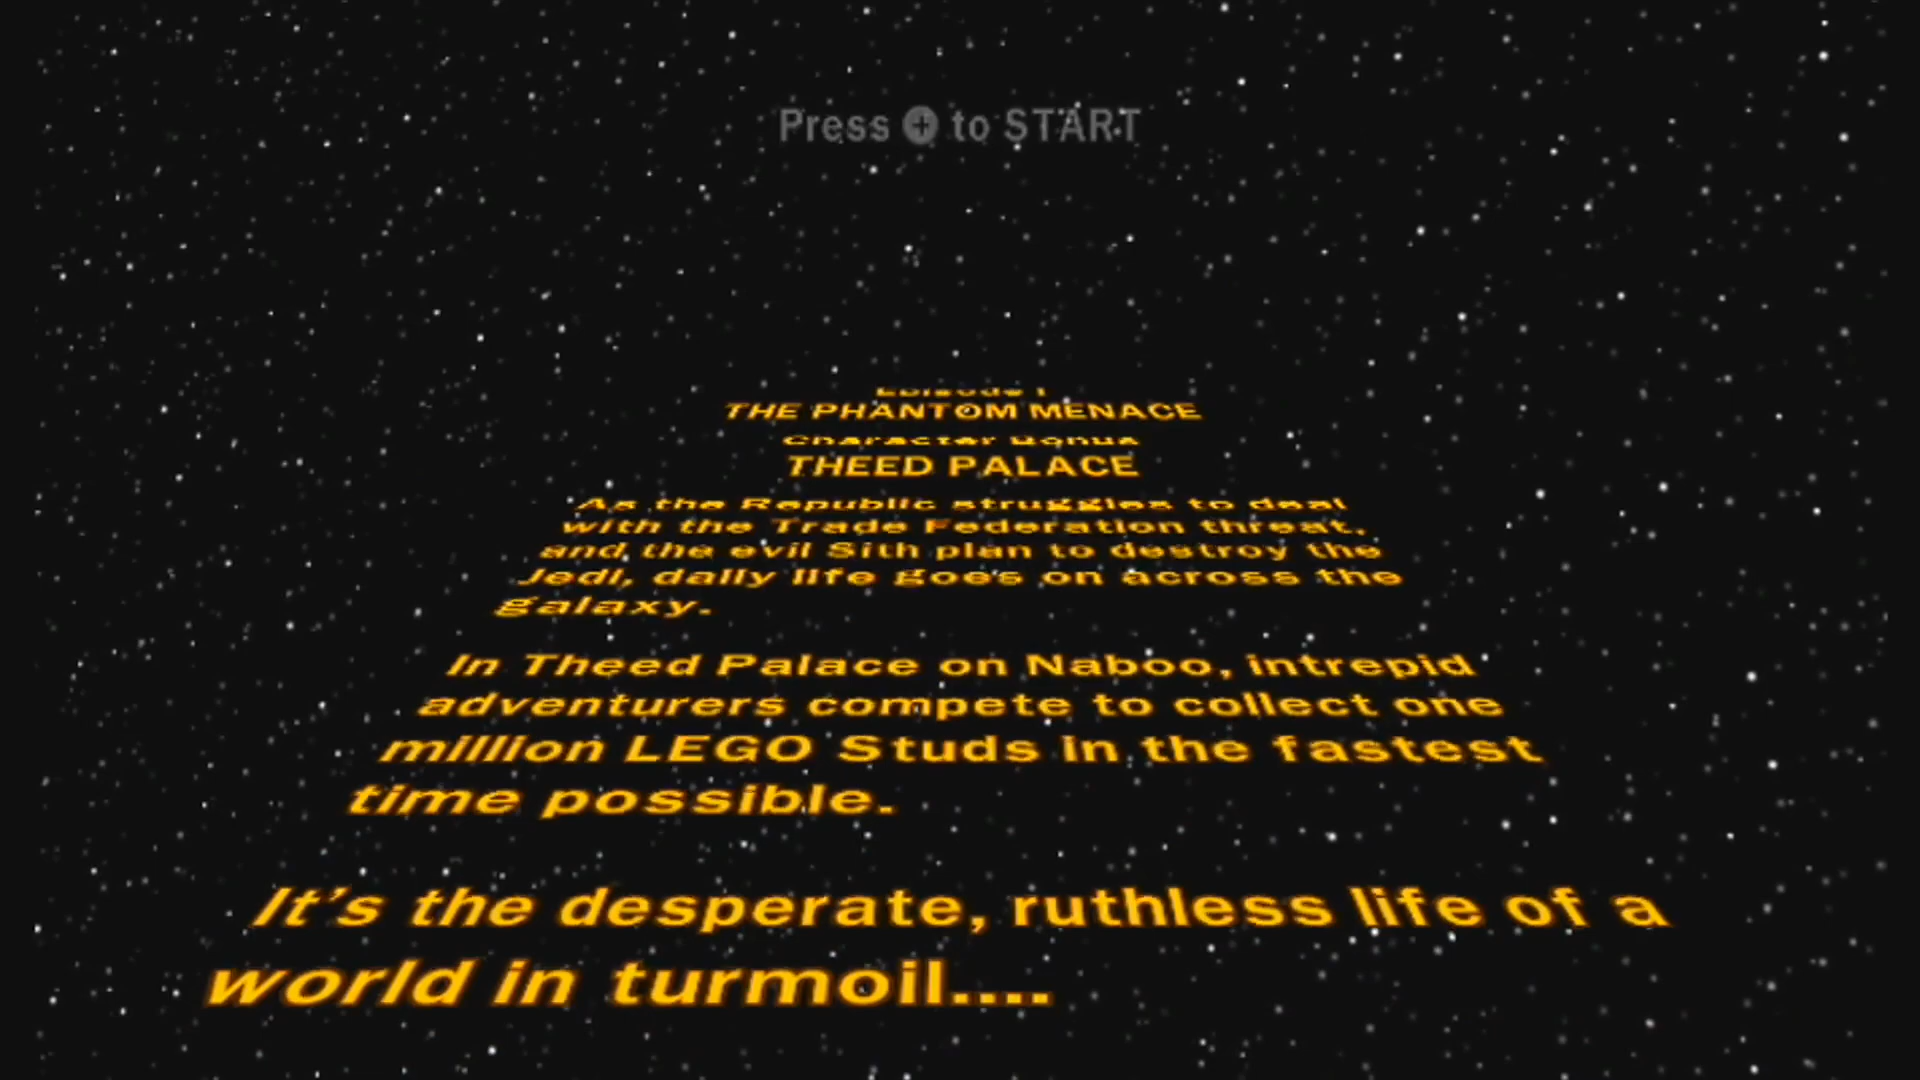 Press + to START
Episode I
THE PHANTOM MENACE
Character Bonus
THEED PALACE
As the Republic struggles to deal
with the Trade Federation threat,
and the evil Sith plan to destroy the
Jedi, daily life goes on across the
galaxy.
In Theed Palace on Naboo, intrepid
adventurers compete to collect one
million LEGO Studs in the fastest
time possible.
It's the desperate, ruthless life of a
world in turmoil....